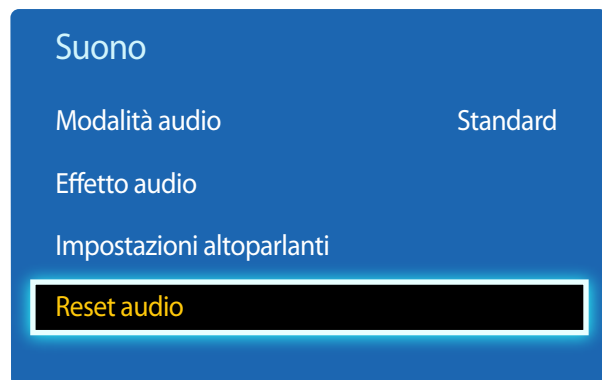 Suono
Modalità audio Standard
Effetto audio
Impostazioni altoparlanti
Reset audio